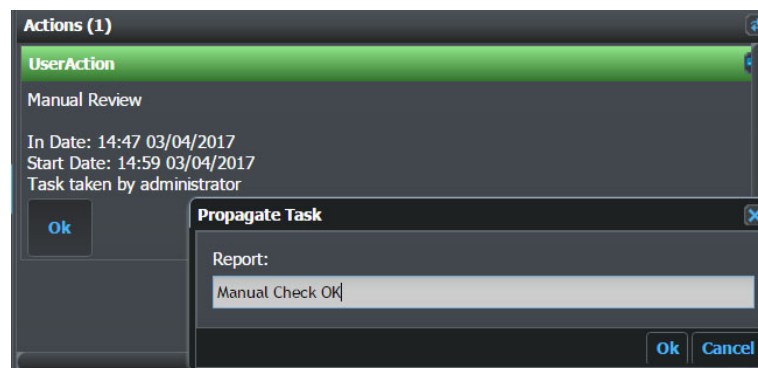 Actions (1)
UserAction
Manual Review
In Date: 14:47 03/04/2017
Start Date: 14:59 03/04/2017
Task taken by administrator
Ok
Propagate Task
Report:
Manual Check OK
Ok Cancel